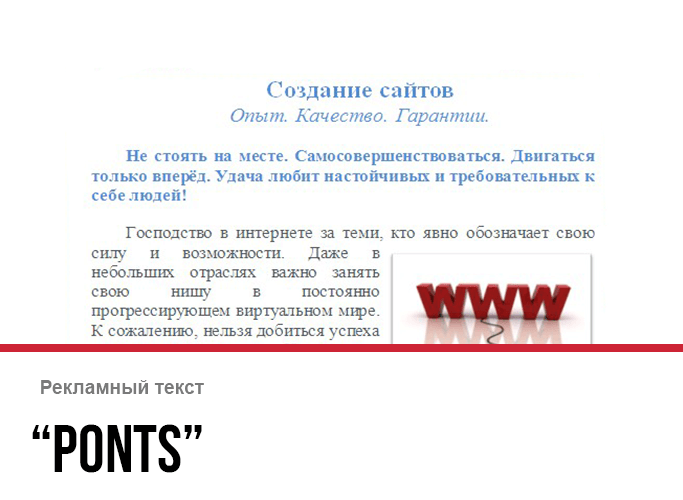 Создание сайтов
Опыт. Качество. Гарантии.
Не стоять на месте. Самосовершенствоваться. Двигаться
только вперёд. Удача любит настойчивых и требовательных к
себе людей!
Господство в интернете за теми, кто явно обозначает свою
силу и возможности. Даже в
небольших отраслях важно занять
свою нишу в постоянно
прогрессирующем виртуальном мире.
К сожалению, нельзя добиться успеха
WWW
Рекламный текст
“PONTS”